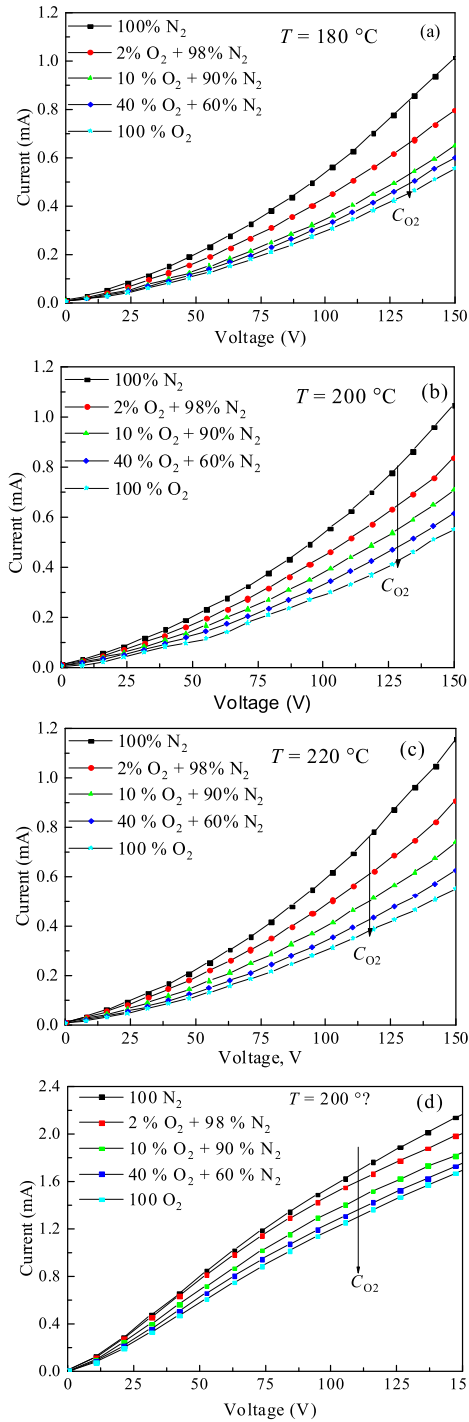 100% N2
T = 180 °C
(a)
2% O2 + 98% N2
10 % O2 + 90% N2
40 % O2 + 60% N2
100 % O2
CO2
Current (mA)
1.2
1.0
0.8
0.6
0.4
0.2
0.0
0 25 50 75 100 125 150
Voltage (V)
100% N2
T = 200 °C
(b)
2% O2 + 98% N2
10 % O2 + 90% N2
40 % O2 + 60% N2
100 % O2
CO2
Current (mA)
1.2
1.0
0.8
0.6
0.4
0.2
0.0
0 25 50 75 100 125 150
Voltage (V)
100% N2
T = 220 °C
(c)
2% O2 + 98% N2
10 % O2 + 90% N2
40 % O2 + 60% N2
100 % O2
CO2
Current (mA)
1.2
1.0
0.8
0.6
0.4
0.2
0.0
0 25 50 75 100 125 150
Voltage, V
100 N2
T = 200 °?
(d)
2 % O2 + 98 % N2
10 % O2 + 90 % N2
40 % O2 + 60 % N2
100 O2
CO2
Current (mA)
2.4
2.0
1.6
1.2
0.8
0.4
0.0
0 25 50 75 100 125 150
Voltage (V)